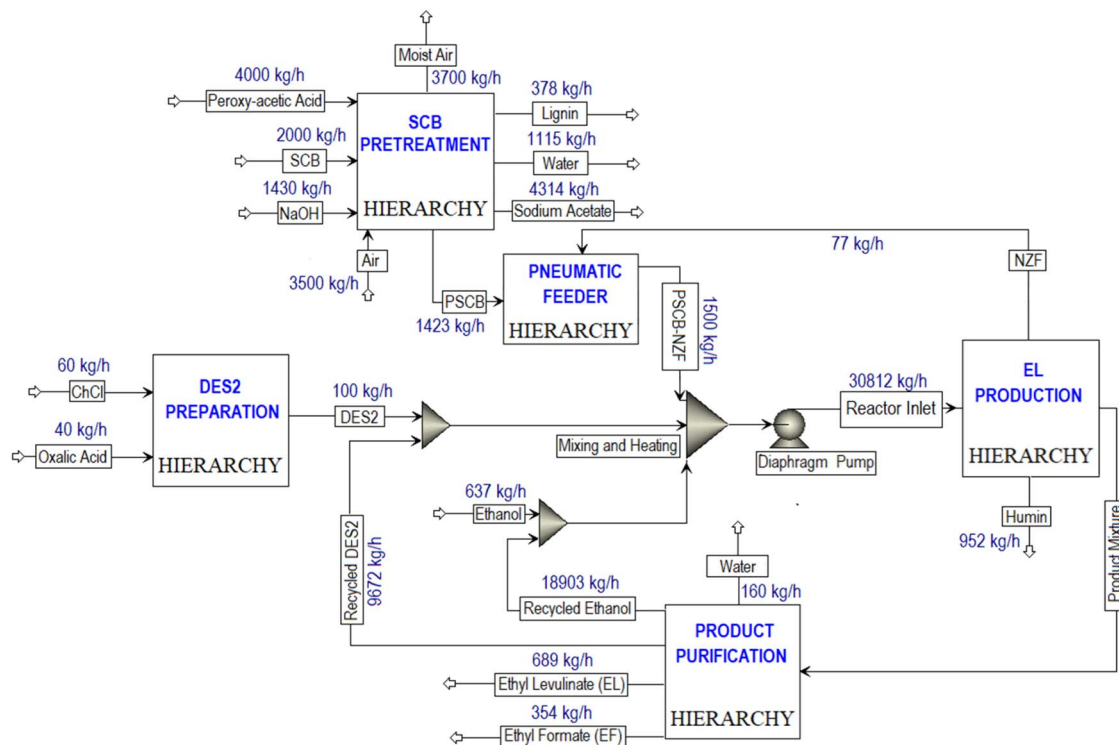 Moist Air
3700 kg/h
4000 kg/h
Peroxy-acetic Acid
2000 kg/h
SCB
1430 kg/h
NaOH
Air
3500 kg/h
SCB
PRETREATMENT
HIERARCHY
378 kg/h
Lignin
1115 kg/h
Water
4314 kg/h
Sodium Acetate
PSCB
1423 kg/h
PNEUMATIC
FEEDER
HIERARCHY
PSCB-NZF
1500 kg/h
77 kg/h
NZF
60 kg/h
ChCl
40 kg/h
Oxalic Acid
DES2
PREPARATION
HIERARCHY
100 kg/h
DES2
Mixing and Heating
Diaphragm Pump
30812 kg/h
Reactor Inlet
EL
PRODUCTION
HIERARCHY
Humin
952 kg/h
Product Mixture
637 kg/h
Ethanol
Recycled DES2
9672 kg/h
18903 kg/h
Recycled Ethanol
Water
160 kg/h
PRODUCT
PURIFICATION
HIERARCHY
689 kg/h
Ethyl Levulinate (EL)
354 kg/h
Ethyl Formate (EF)